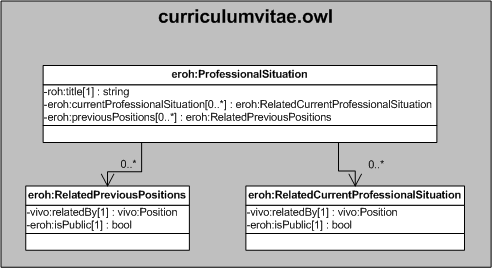 curriculumvitae.owl
eroh:ProfessionalSituation
-roh:title[1] : string
-eroh:currentProfessionalSituation[0..*] : eroh:RelatedCurrentProfessionalSituation
-eroh:previousPositions[0..*] : eroh:RelatedPreviousPositions
0..*
0..*
eroh:RelatedPreviousPositions
-vivo:relatedBy[1] : vivo:Position
-eroh:isPublic[1] : bool
eroh:RelatedCurrentProfessionalSituation
-vivo:relatedBy[1] : vivo:Position
-eroh:isPublic[1] : bool